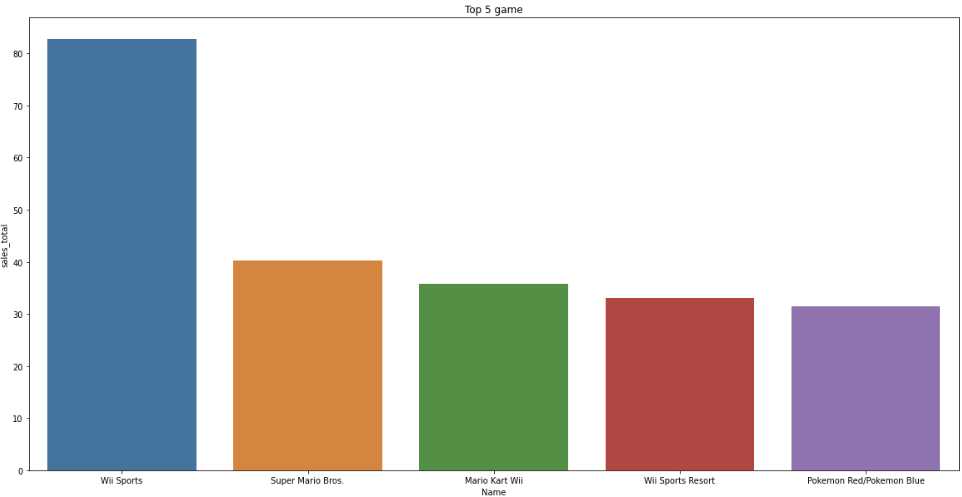 Top 5 game
sales_total
80
70
60
50
40
30
20
10
0
Wii Sports
Super Mario Bros.
Mario Kart Wii
Wii Sports Resort
Pokemon Red/Pokemon Blue
Name